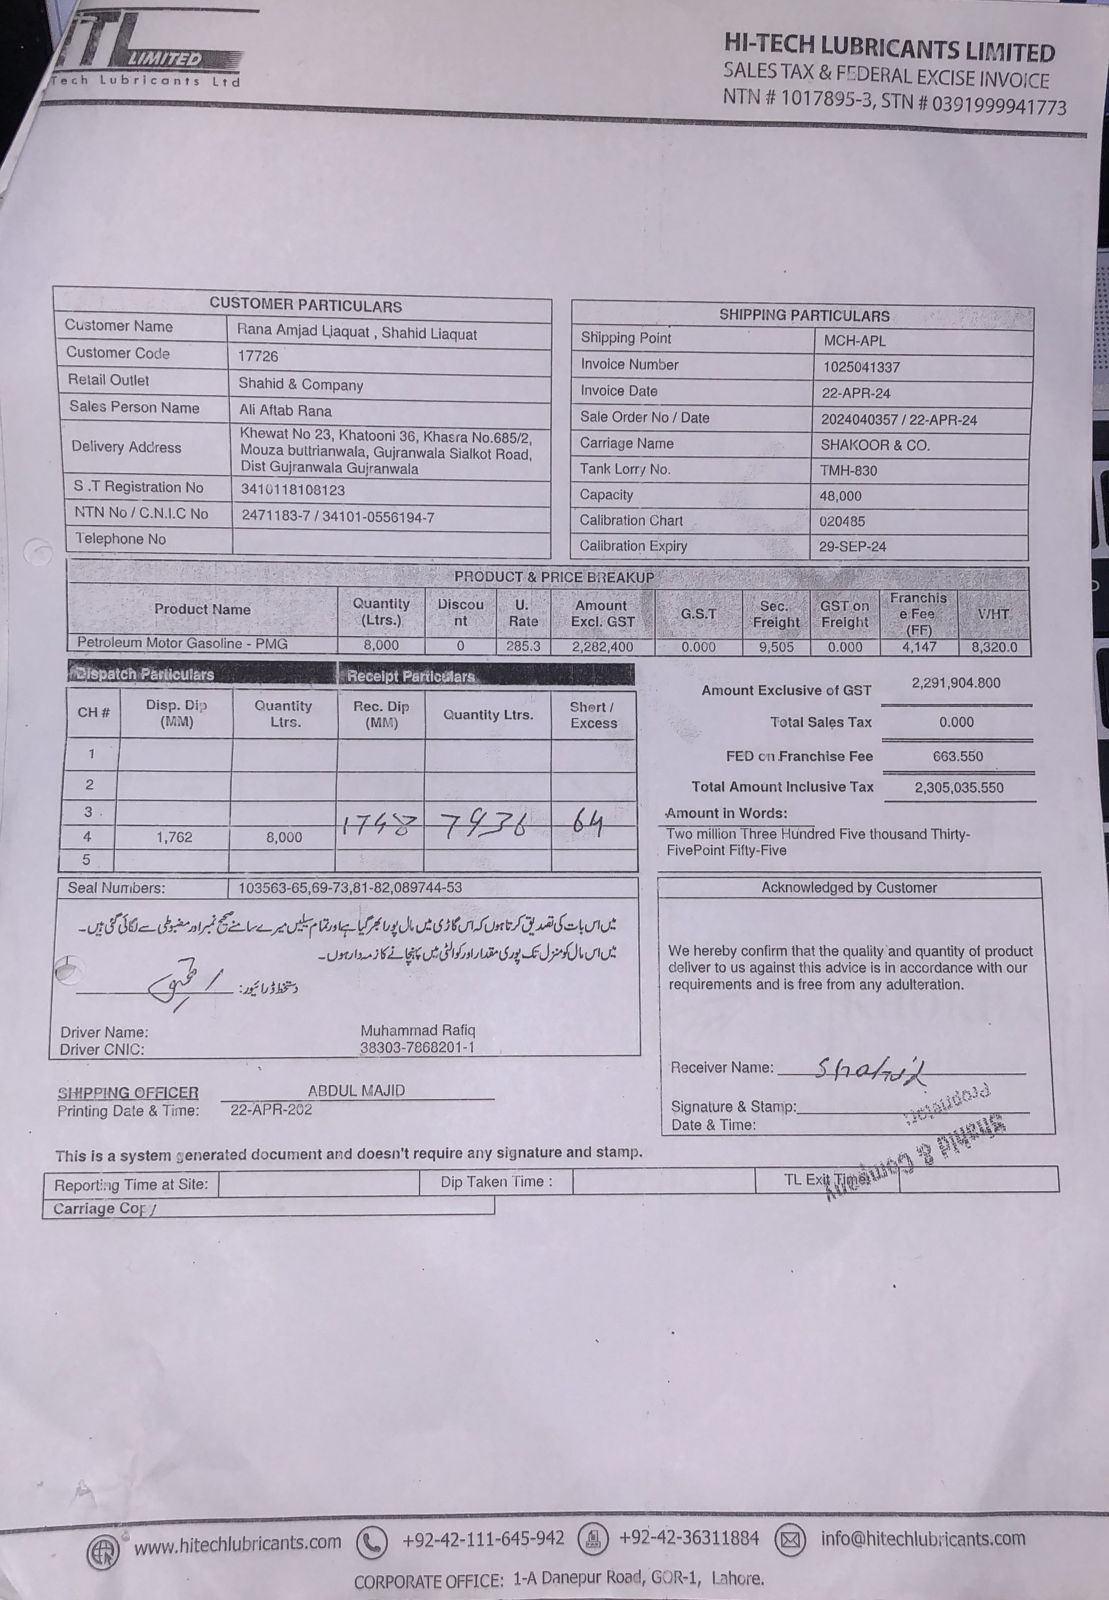 ITL
LIMITED
Tech Lubricants Ltd
HI-TECH LUBRICANTS LIMITED
SALES TAX & FEDERAL EXCISE INVOICE
NTN # 1017895-3, STN # 0391999941773
CUSTOMER PARTICULARS
Customer Name Rana Amjad Liaquat , Shahid Liaquat
Customer Code 17726
Retail Outlet Shahid & Company
Sales Person Name Ali Aftab Rana
Delivery Address Khewat No 23, Khatooni 36, Khasra No.685/2,
Mouza buttrianwala, Gujranwala Sialkot Road,
Dist Gujranwala Gujranwala
S .T Registration No 3410118108123
NTN No / C.N.I.C No 2471183-7 / 34101-0556194-7
Telephone No
SHIPPING PARTICULARS
Shipping Point MCH-APL
Invoice Number 1025041337
Invoice Date 22-APR-24
Sale Order No / Date 2024040357 / 22-APR-24
Carriage Name SHAKOOR & CO.
Tank Lorry No. TMH-830
Capacity 48,000
Calibration Chart 020485
Calibration Expiry 29-SEP-24
PRODUCT & PRICE BREAKUP
Product Name Quantity (Ltrs.) Discou nt U. Rate Amount Excl. GST G.S.T Sec. Freight GST on Freight Franchis e Fee (FF) V/HT.
Petroleum Motor Gasoline - PMG 8,000 0 285.3 2,282,400 0.000 9,505 0.000 4,147 8,320.0
Dispatch Particulars Receipt Particulars
CH # Disp. Dip (MM) Quantity Ltrs. Rec. Dip (MM) Quantity Ltrs. Short / Excess
1
2
3
1748 7936 64
4 1,762 8,000
5
Amount Exclusive of GST 2,291,904.800
Total Sales Tax 0.000
FED on Franchise Fee 663.550
Total Amount Inclusive Tax 2,305,035.550
Amount in Words:
Two million Three Hundred Five thousand Thirty-
FivePoint Fifty-Five
Seal Numbers: 103563-65,69-73,81-82,089744-53
میں اس بات کی تصدیق کرتا ہوں کہ اس گاڑی میں مال پورا بھر گیا ہے اور تمام سیلیں میرے سامنے صحیح نمبر اور مضبوطی سے لگائی گئی ہیں۔
میں اس مال کو منزل تک پوری مقدار اور کوالٹی میں پہنچانے کا ذمہ دار ہوں۔
دستخط ڈرائیور:
Driver Name: Muhammad Rafiq
Driver CNIC: 38303-7868201-1
Acknowledged by Customer
We hereby confirm that the quality and quantity of product
deliver to us against this advice is in accordance with our
requirements and is free from any adulteration.
Receiver Name: Shahid
Signature & Stamp:
Date & Time:
Proprietor
Shahid & Company
SHIPPING OFFICER ABDUL MAJID
Printing Date & Time: 22-APR-202
This is a system generated document and doesn't require any signature and stamp.
Reporting Time at Site: Dip Taken Time : TL Exit Time:
Carriage Copy
www.hitechlubricants.com +92-42-111-645-942 +92-42-36311884 info@hitechlubricants.com
CORPORATE OFFICE: 1-A Danepur Road, GOR-1, Lahore.